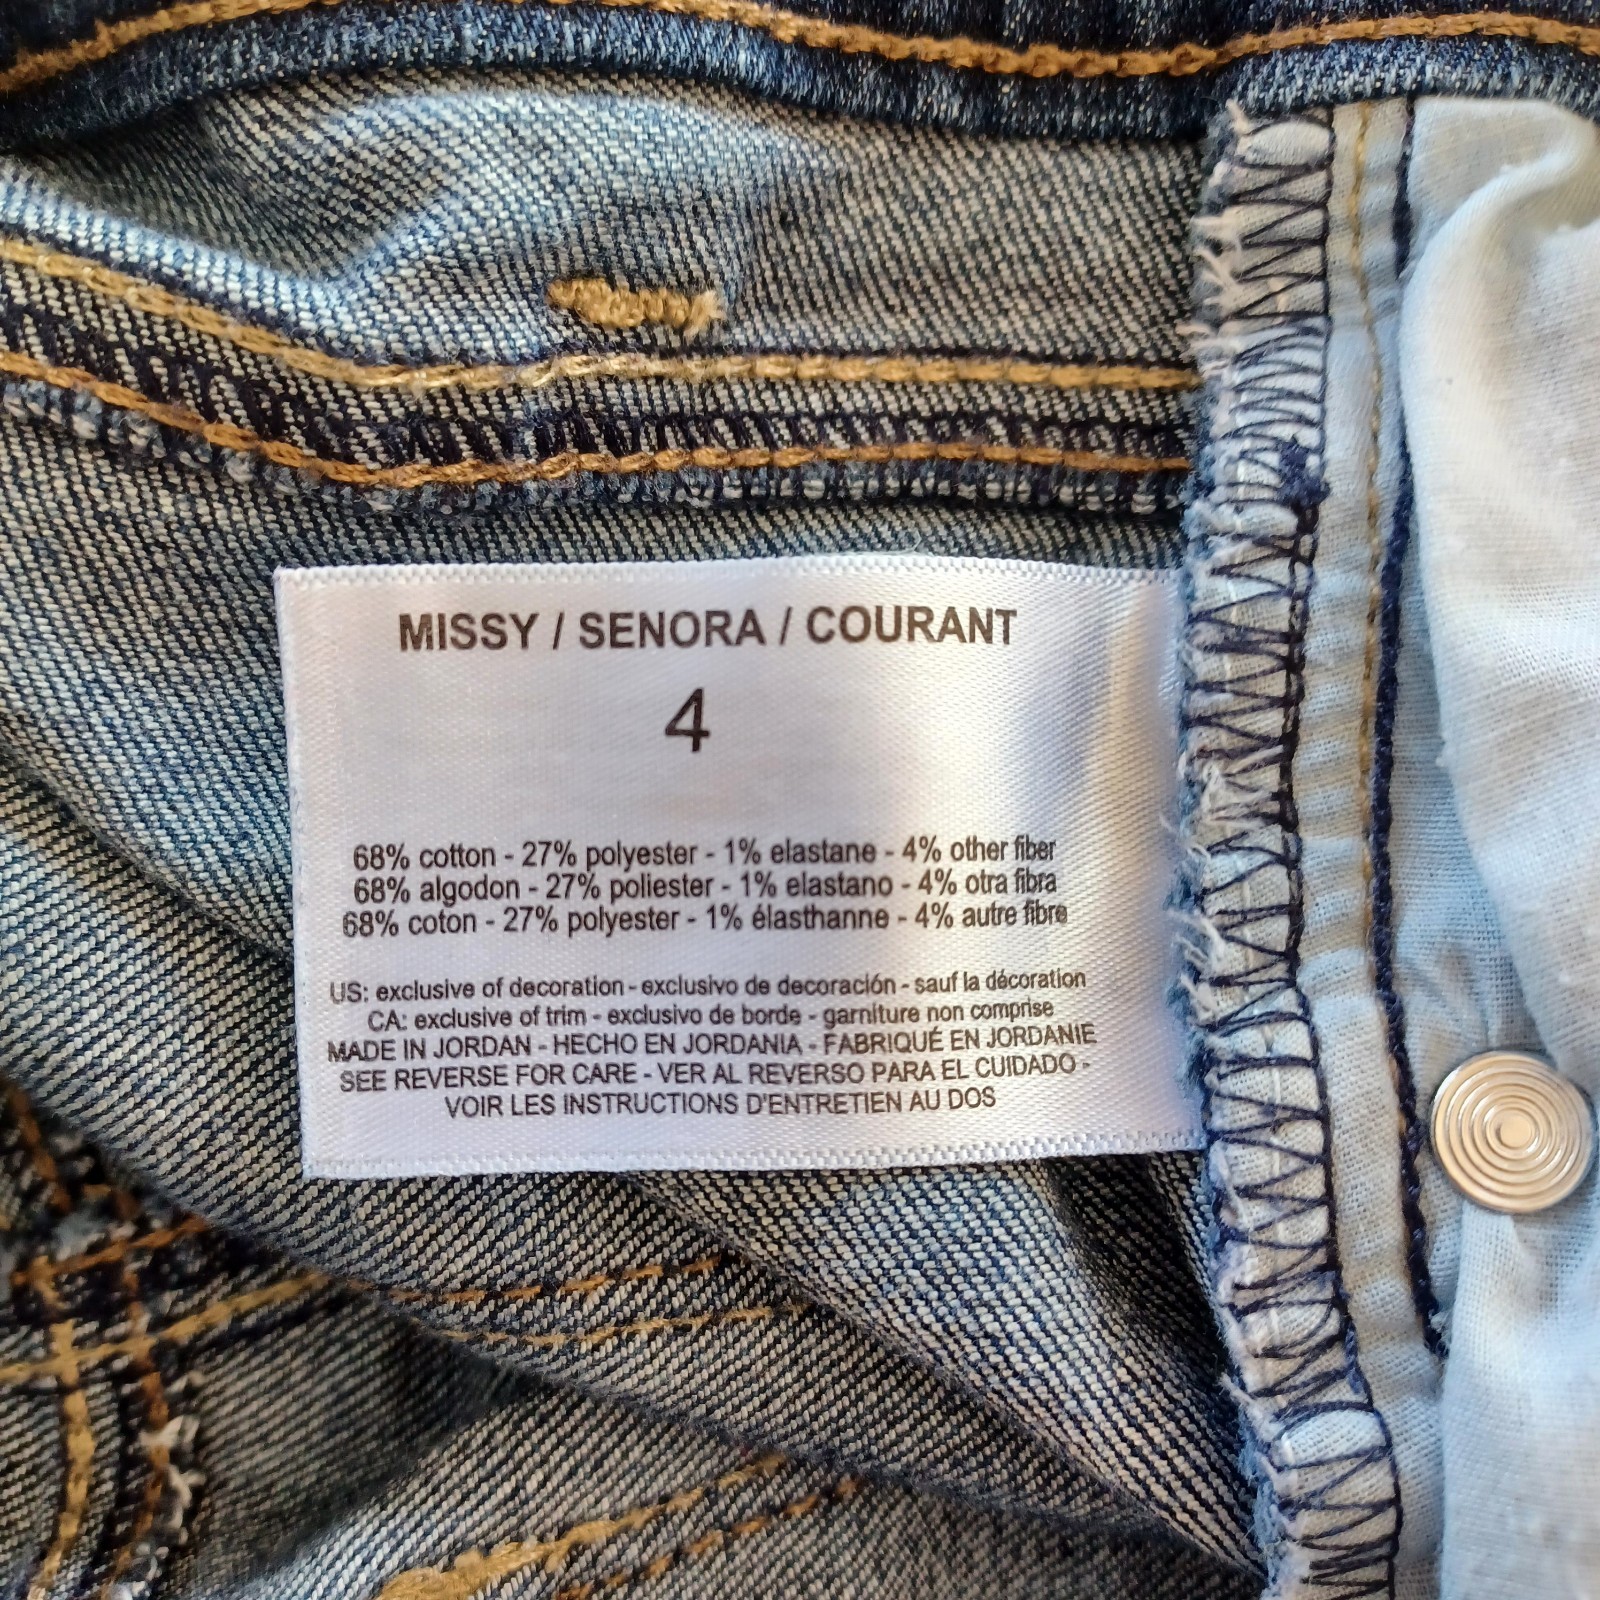 MISSY / SENORA / COURANT
4
68% cotton - 27% polyester - 1% elastane - 4% other fiber
68% algodon - 27% poliester - 1% elastano - 4% otra fibra
68% coton - 27% polyester - 1% élasthanne - 4% autre fibre
US: exclusive of decoration - exclusivo de decoración - sauf la décoration
CA: exclusive of trim - exclusivo de borde - garniture non comprise
MADE IN JORDAN - HECHO EN JORDANIA - FABRIQUÉ EN JORDANIE
SEE REVERSE FOR CARE - VER AL REVERSO PARA EL CUIDADO -
VOIR LES INSTRUCTIONS D'ENTRETIEN AU DOS